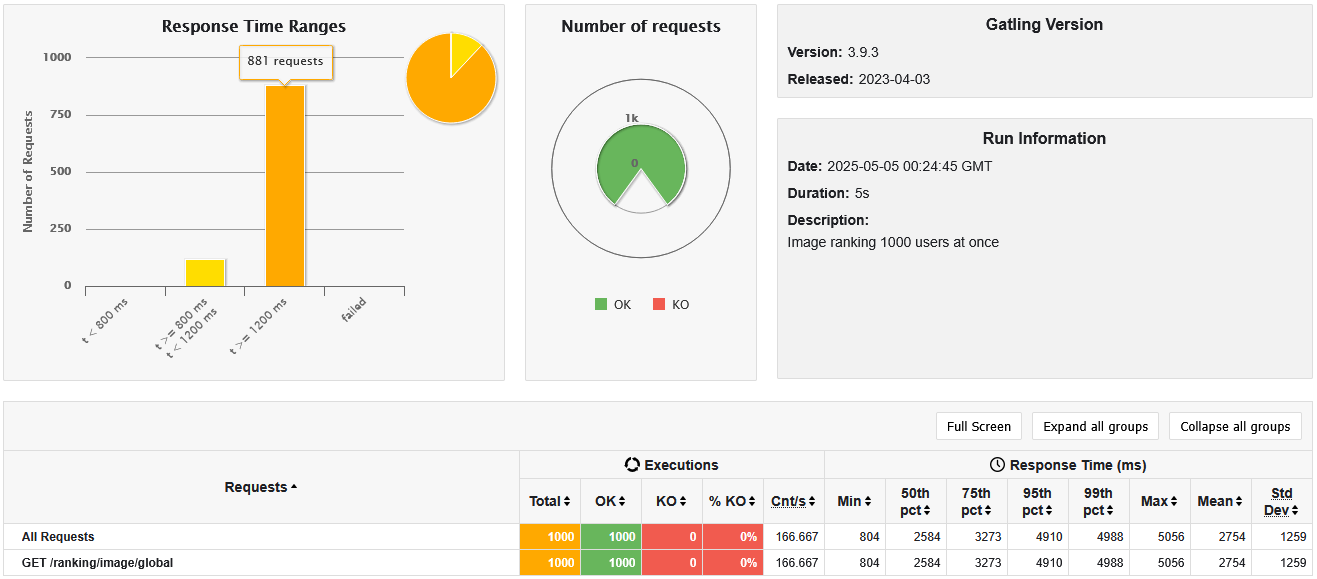 Response Time Ranges
1000
881 requests
750
500
250
0
Number of Requests
t < 800 ms
t >= 800 ms
t < 1200 ms
t >= 1200 ms
failed
Number of requests
1k
0
OK
KO
Gatling Version
Version: 3.9.3
Released: 2023-04-03
Run Information
Date: 2025-05-05 00:24:45 GMT
Duration: 5s
Description:
Image ranking 1000 users at once
Full Screen Expand all groups Collapse all groups
Requests Executions Response Time (ms)
Total OK KO % KO Cnt/s Min 50th pct 75th pct 95th pct 99th pct Max Mean Std Dev
All Requests 1000 1000 0 0% 166.667 804 2584 3273 4910 4988 5056 2754 1259
GET /ranking/image/global 1000 1000 0 0% 166.667 804 2584 3273 4910 4988 5056 2754 1259